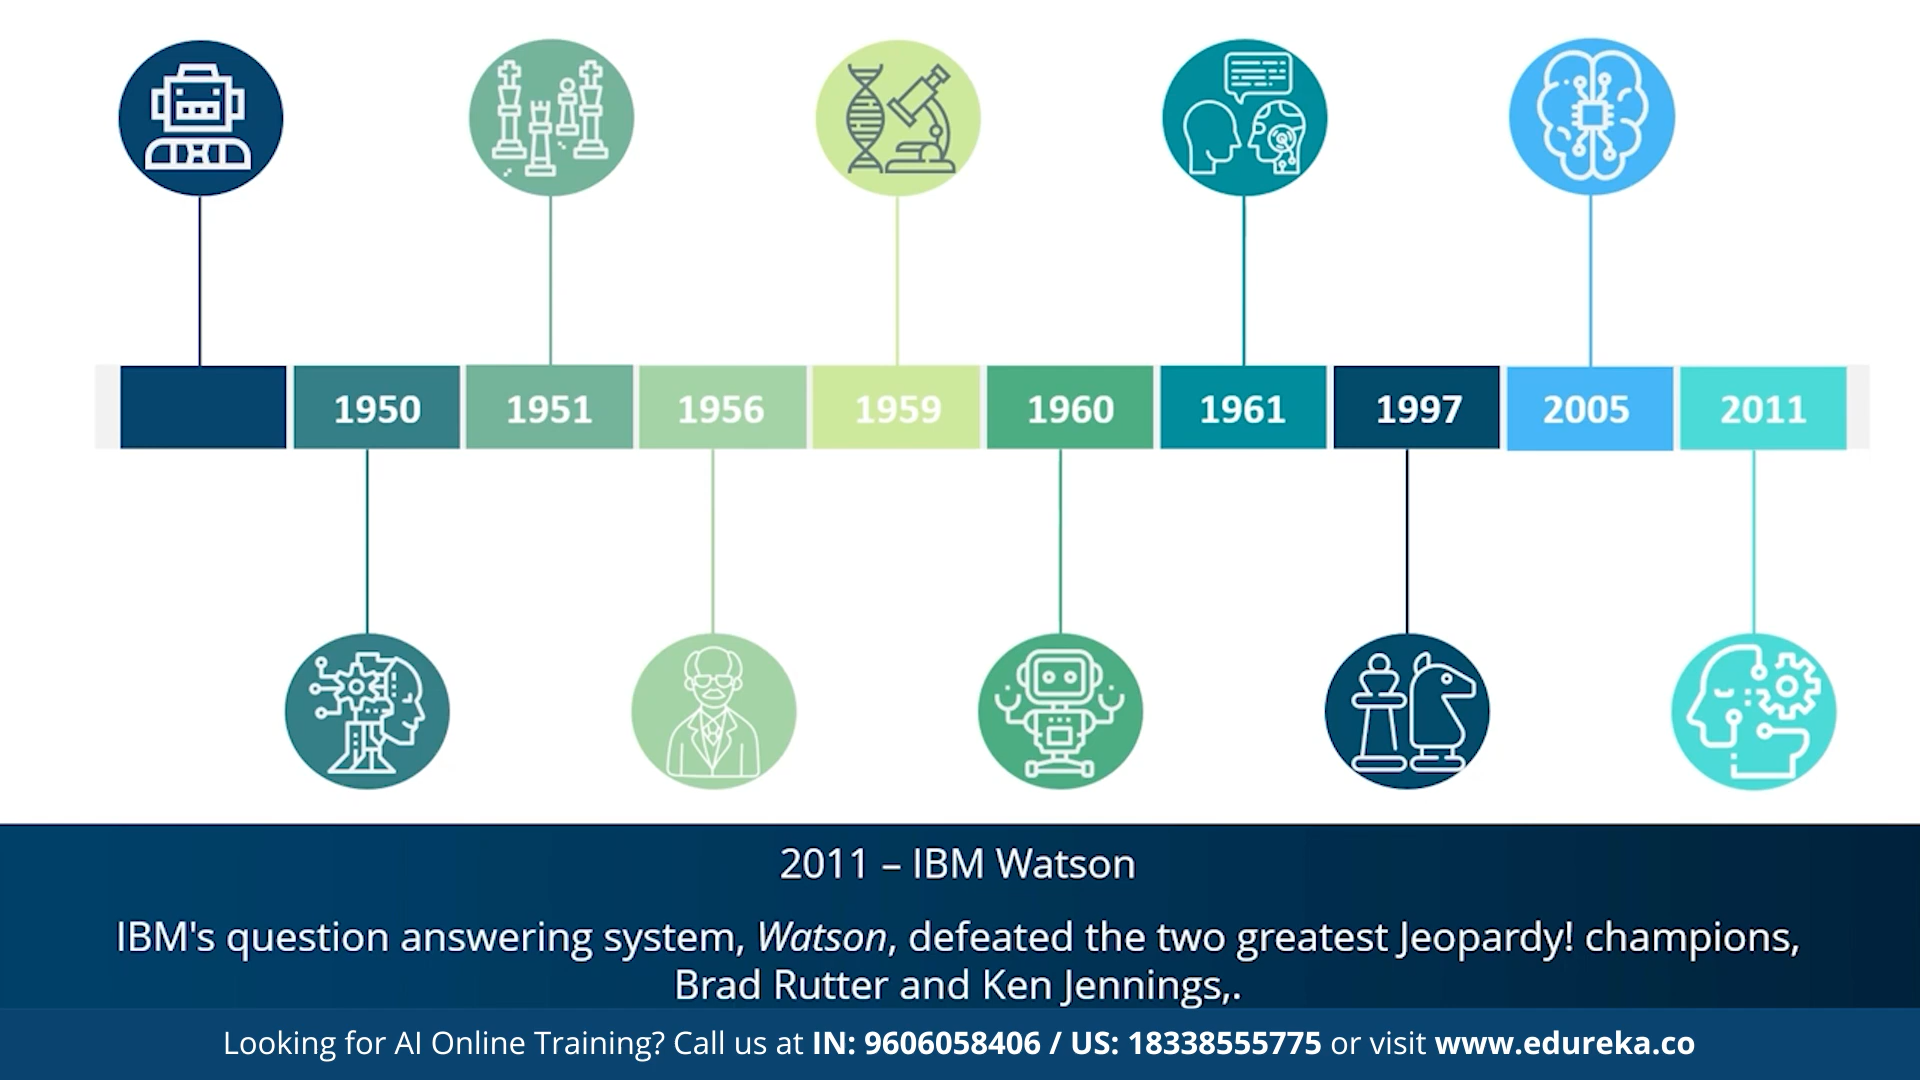 1950
1951
1956
1959
1960
1961
1997
2005
2011
2011 – IBM Watson
IBM's question answering system, Watson, defeated the two greatest Jeopardy! champions,
Brad Rutter and Ken Jennings,.
Looking for AI Online Training? Call us at IN: 9606058406 / US: 18338555775 or visit www.edureka.co